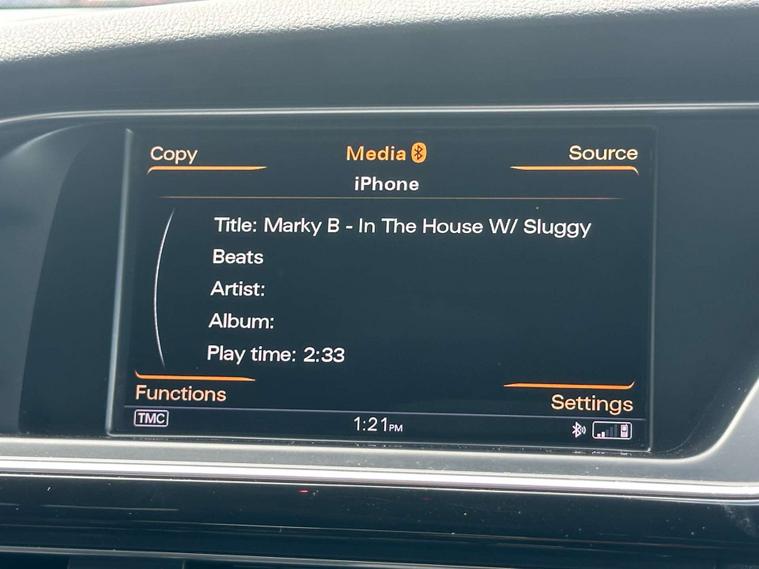 Copy
Media
Source
iPhone
Title: Marky B - In The House W/ Sluggy
Beats
Artist:
Album:
Play time: 2:33
Functions
Settings
TMC
1:21PM